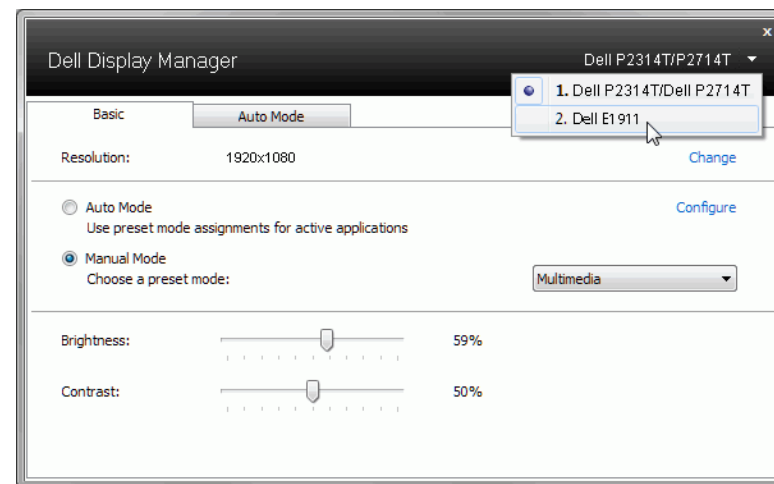 x
Dell Display Manager
Dell P2314T/P2714T
1. Dell P2314T/Dell P2714T
2. Dell E1911
Basic
Auto Mode
Resolution:
1920x1080
Change
Auto Mode
Configure
Use preset mode assignments for active applications
Manual Mode
Choose a preset mode:
Multimedia
Brightness:
59%
Contrast:
50%